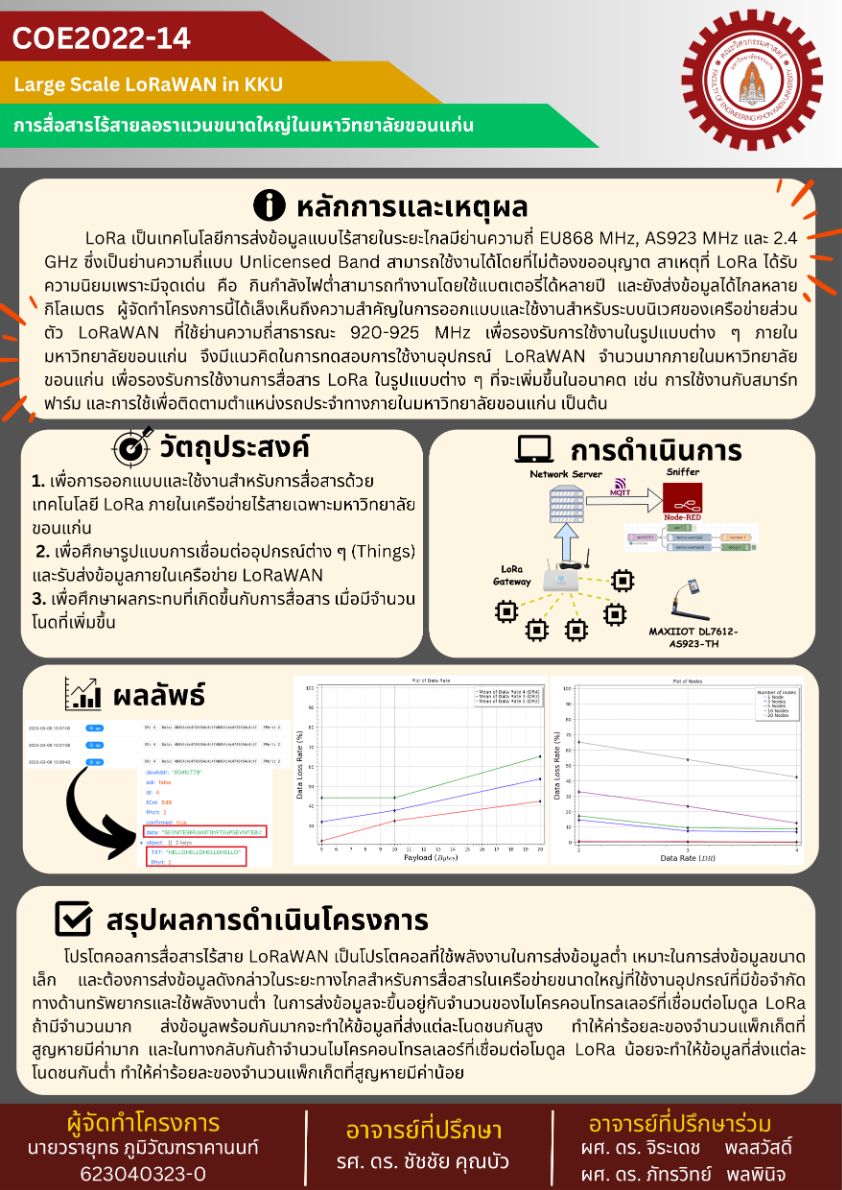 COE2022-14
Large Scale LoRaWAN in KKU
การสื่อสารไร้สายลอราแวนขนาดใหญ่ในมหาวิทยาลัยขอนแก่น
คณะวิศวกรรมศาสตร์
มหาวิทยาลัยขอนแก่น
FACULTY OF ENGINEERING KHON KAEN UNIVERSITY
หลักการและเหตุผล
LoRa เป็นเทคโนโลยีการส่งข้อมูลแบบไร้สายในระยะไกลมีย่านความถี่ EU868 MHz, AS923 MHz และ 2.4
GHz ซึ่งเป็นย่านความถี่แบบ Unlicensed Band สามารถใช้งานได้โดยที่ไม่ต้องขออนุญาต สาเหตุที่ LoRa ได้รับ
ความนิยมเพราะมีจุดเด่น คือ กินกำลังไฟต่ำสามารถทำงานโดยใช้แบตเตอรี่ได้หลายปี และยังส่งข้อมูลได้ไกลหลาย
กิโลเมตร ผู้จัดทำโครงการนี้ได้เล็งเห็นถึงความสำคัญในการออกแบบและใช้งานสำหรับระบบนิเวศของเครือข่ายส่วน
ตัว LoRaWAN ที่ใช้ย่านความถี่สาธารณะ 920-925 MHz เพื่อรองรับการใช้งานในรูปแบบต่าง ๆ ภายใน
มหาวิทยาลัยขอนแก่น จึงมีแนวคิดในการทดสอบการใช้งานอุปกรณ์ LoRaWAN จำนวนมากภายในมหาวิทยาลัย
ขอนแก่น เพื่อรองรับการใช้งานการสื่อสาร LoRa ในรูปแบบต่าง ๆ ที่จะเพิ่มขึ้นในอนาคต เช่น การใช้งานกับสมาร์ท
ฟาร์ม และการใช้เพื่อติดตามตำแหน่งรถประจำทางภายในมหาวิทยาลัยขอนแก่น เป็นต้น
วัตถุประสงค์
1. เพื่อการออกแบบและใช้งานสำหรับการสื่อสารด้วย
เทคโนโลยี LoRa ภายในเครือข่ายไร้สายเฉพาะมหาวิทยาลัย
ขอนแก่น
2. เพื่อศึกษารูปแบบการเชื่อมต่ออุปกรณ์ต่าง ๆ (Things)
และรับส่งข้อมูลภายในเครือข่าย LoRaWAN
3. เพื่อศึกษาผลกระทบที่เกิดขึ้นกับการสื่อสาร เมื่อมีจำนวน
โนดที่เพิ่มขึ้น
การดำเนินการ
Network Server
Sniffer
MQTT
Node-RED
LoRa
Gateway
MAXIIOT DL7612-
AS923-TH
ผลลัพธ์
devAddr:
adr: false
dr: 4
fCnt: 548
fPort: 2
confirmed: true
data:
object: {} 2 keys
TXT: "HELLOHELLOHELLOHELLO"
fPort: 2
Plot of Data Rate
Mean of Data Rate 4 (DR4)
Mean of Data Rate 3 (DR3)
Mean of Data Rate 2 (DR2)
Data Loss Rate (%)
100
90
80
70
60
50
40
30
5 6 7 8 9 10 11 12 13 14 15 16 17 18 19 20
Payload (Bytes)
Plot of Nodes
Number of nodes
1 Node
3 Nodes
5 Nodes
10 Nodes
20 Nodes
Data Loss Rate (%)
100
90
80
70
60
50
40
30
20
10
0
2 3 4
Data Rate (DR)
สรุปผลการดำเนินโครงการ
โปรโตคอลการสื่อสารไร้สาย LoRaWAN เป็นโปรโตคอลที่ใช้พลังงานในการส่งข้อมูลต่ำ เหมาะในการส่งข้อมูลขนาด
เล็ก และต้องการส่งข้อมูลดังกล่าวในระยะทางไกลสำหรับการสื่อสารในเครือข่ายขนาดใหญ่ที่ใช้งานอุปกรณ์ที่มีข้อจำกัด
ทางด้านทรัพยากรและใช้พลังงานต่ำ ในการส่งข้อมูลจะขึ้นอยู่กับจำนวนของไมโครคอนโทรลเลอร์ที่เชื่อมต่อโมดูล LoRa
ถ้ามีจำนวนมาก ส่งข้อมูลพร้อมกันมากจะทำให้ข้อมูลที่ส่งแต่ละโนดชนกันสูง ทำให้ค่าร้อยละของจำนวนแพ็กเก็ตที่
สูญหายมีค่ามาก และในทางกลับกันถ้าจำนวนไมโครคอนโทรลเลอร์ที่เชื่อมต่อโมดูล LoRa น้อยจะทำให้ข้อมูลที่ส่งแต่ละ
โนดชนกันต่ำ ทำให้ค่าร้อยละของจำนวนแพ็กเก็ตที่สูญหายมีค่าน้อย
ผู้จัดทำโครงการ
นายวรายุทธ ภูมิวัฒฑราคานนท์
623040323-0
อาจารย์ที่ปรึกษา
รศ. ดร. ชัชชัย คุณบัว
อาจารย์ที่ปรึกษาร่วม
ผศ. ดร. จิระเดช พลสวัสดิ์
ผศ. ดร. ภัทรวิทย์ พลพินิจ